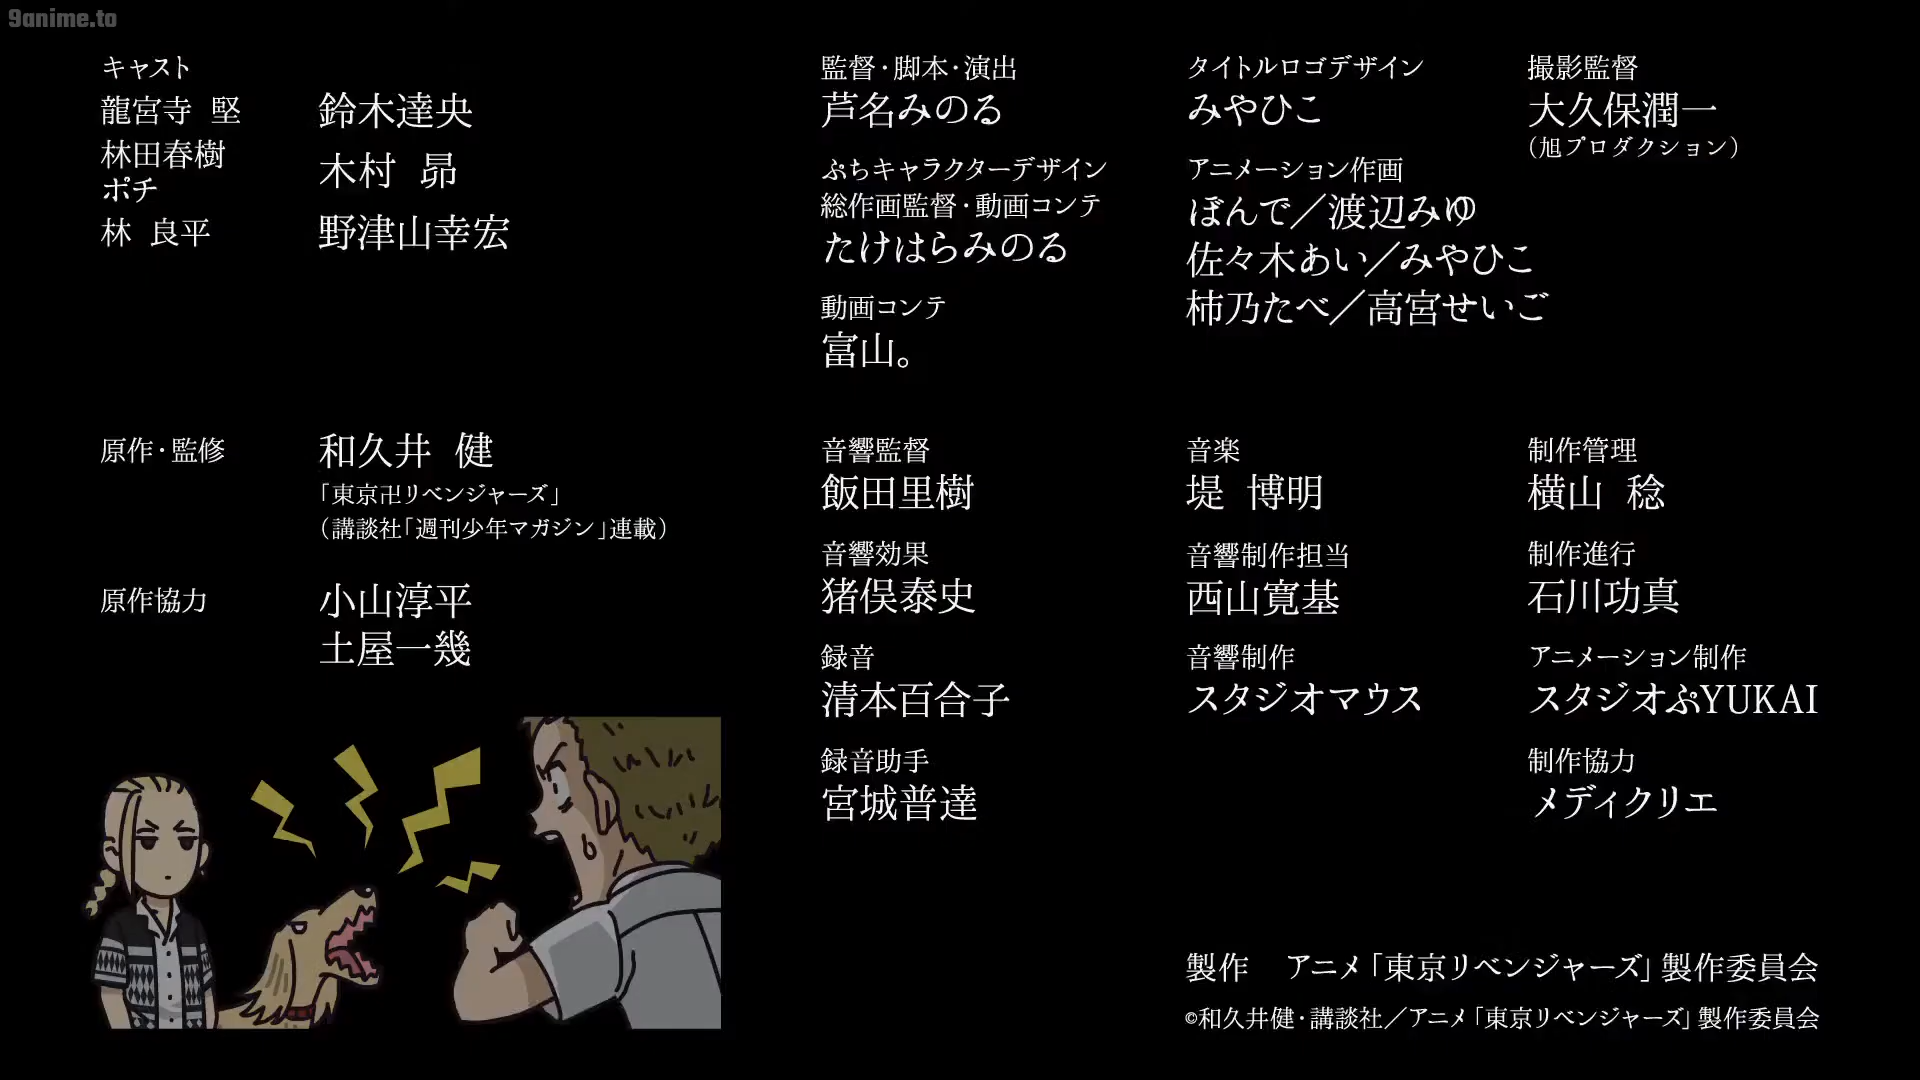 9anime.to
キャスト
龍宮寺 堅 鈴木達央
林田春樹
ポチ 木村 昴
林 良平 野津山幸宏
原作・監修 和久井 健
「東京卍リベンジャーズ」
（講談社「週刊少年マガジン」連載）
原作協力 小山淳平
土屋一幾
監督・脚本・演出
芦名みのる
ぷちキャラクターデザイン
総作画監督・動画コンテ
たけはらみのる
動画コンテ
富山。
タイトルロゴデザイン
みやひこ
アニメーション作画
ぼんで／渡辺みゆ
佐々木あい／みやひこ
柿乃たべ／高宮せいご
撮影監督
大久保潤一
（旭プロダクション）
音響監督
飯田里樹
音響効果
猪俣泰史
録音
清本百合子
録音助手
宮城普達
音楽
堤 博明
音響制作担当
西山寛基
音響制作
スタジオマウス
制作管理
横山 稔
制作進行
石川功真
アニメーション制作
スタジオぷYUKAI
制作協力
メディクリエ
製作 アニメ「東京リベンジャーズ」製作委員会
©和久井健・講談社／アニメ「東京リベンジャーズ」製作委員会